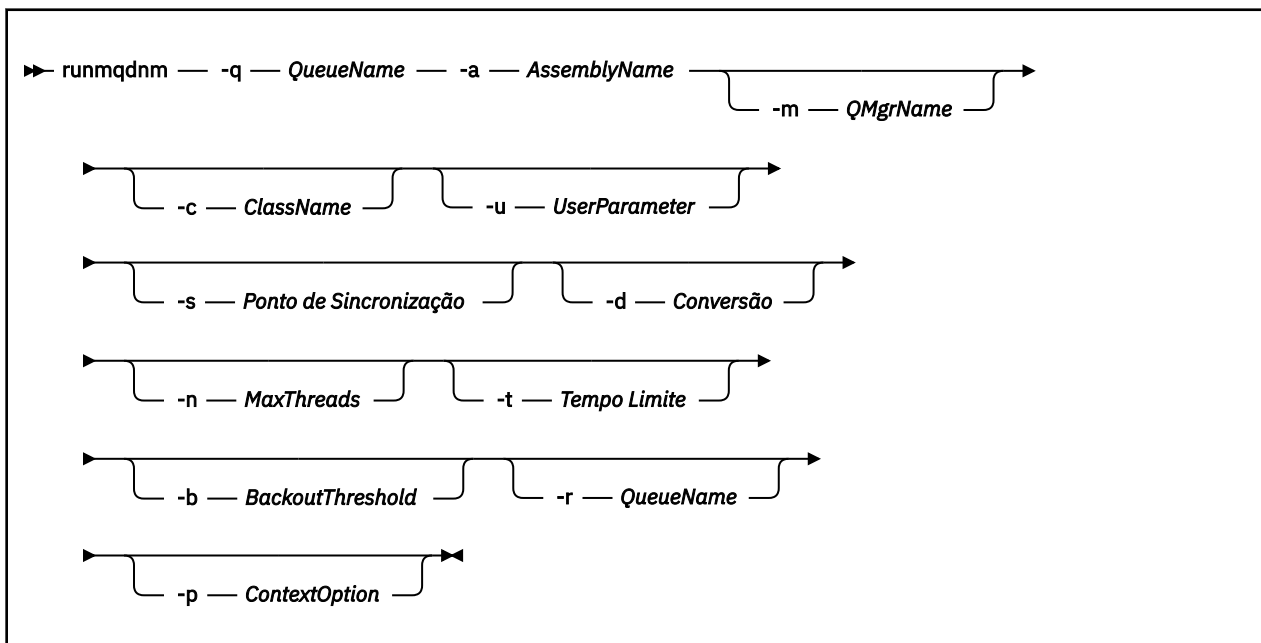 runmqdnm -q QueueName -a AssemblyName
-m QMgrName
-c ClassName -u UserParameter
-s Ponto de Sincronização -d Conversão
-n MaxThreads -t Tempo Limite
-b BackoutThreshold -r QueueName
-p ContextOption